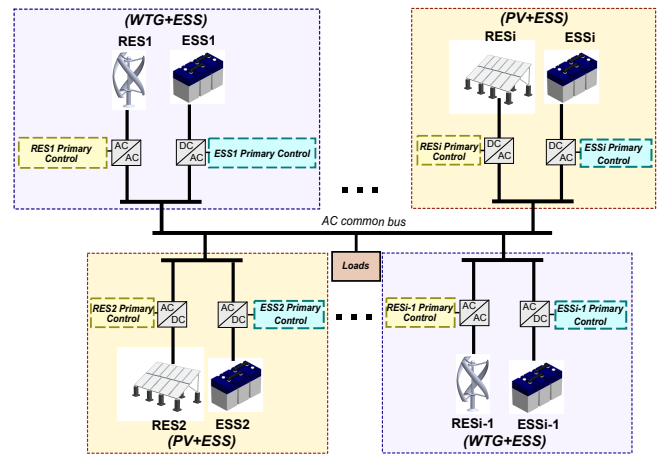 (WTG+ESS)
RES1 ESS1
RES1 Primary
Control
AC
AC
DC
AC
ESS1 Primary Control
(PV+ESS)
RESi ESSi
RESi Primary
Control
DC
AC
DC
AC
ESSi Primary
Control
...
AC common bus
Loads
RES2 Primary
Control
AC
DC
AC
DC
ESS2 Primary
Control
RES2 ESS2
(PV+ESS)
...
RESi-1 Primary
Control
AC
AC
AC
DC
ESSi-1 Primary
Control
RESi-1 ESSi-1
(WTG+ESS)